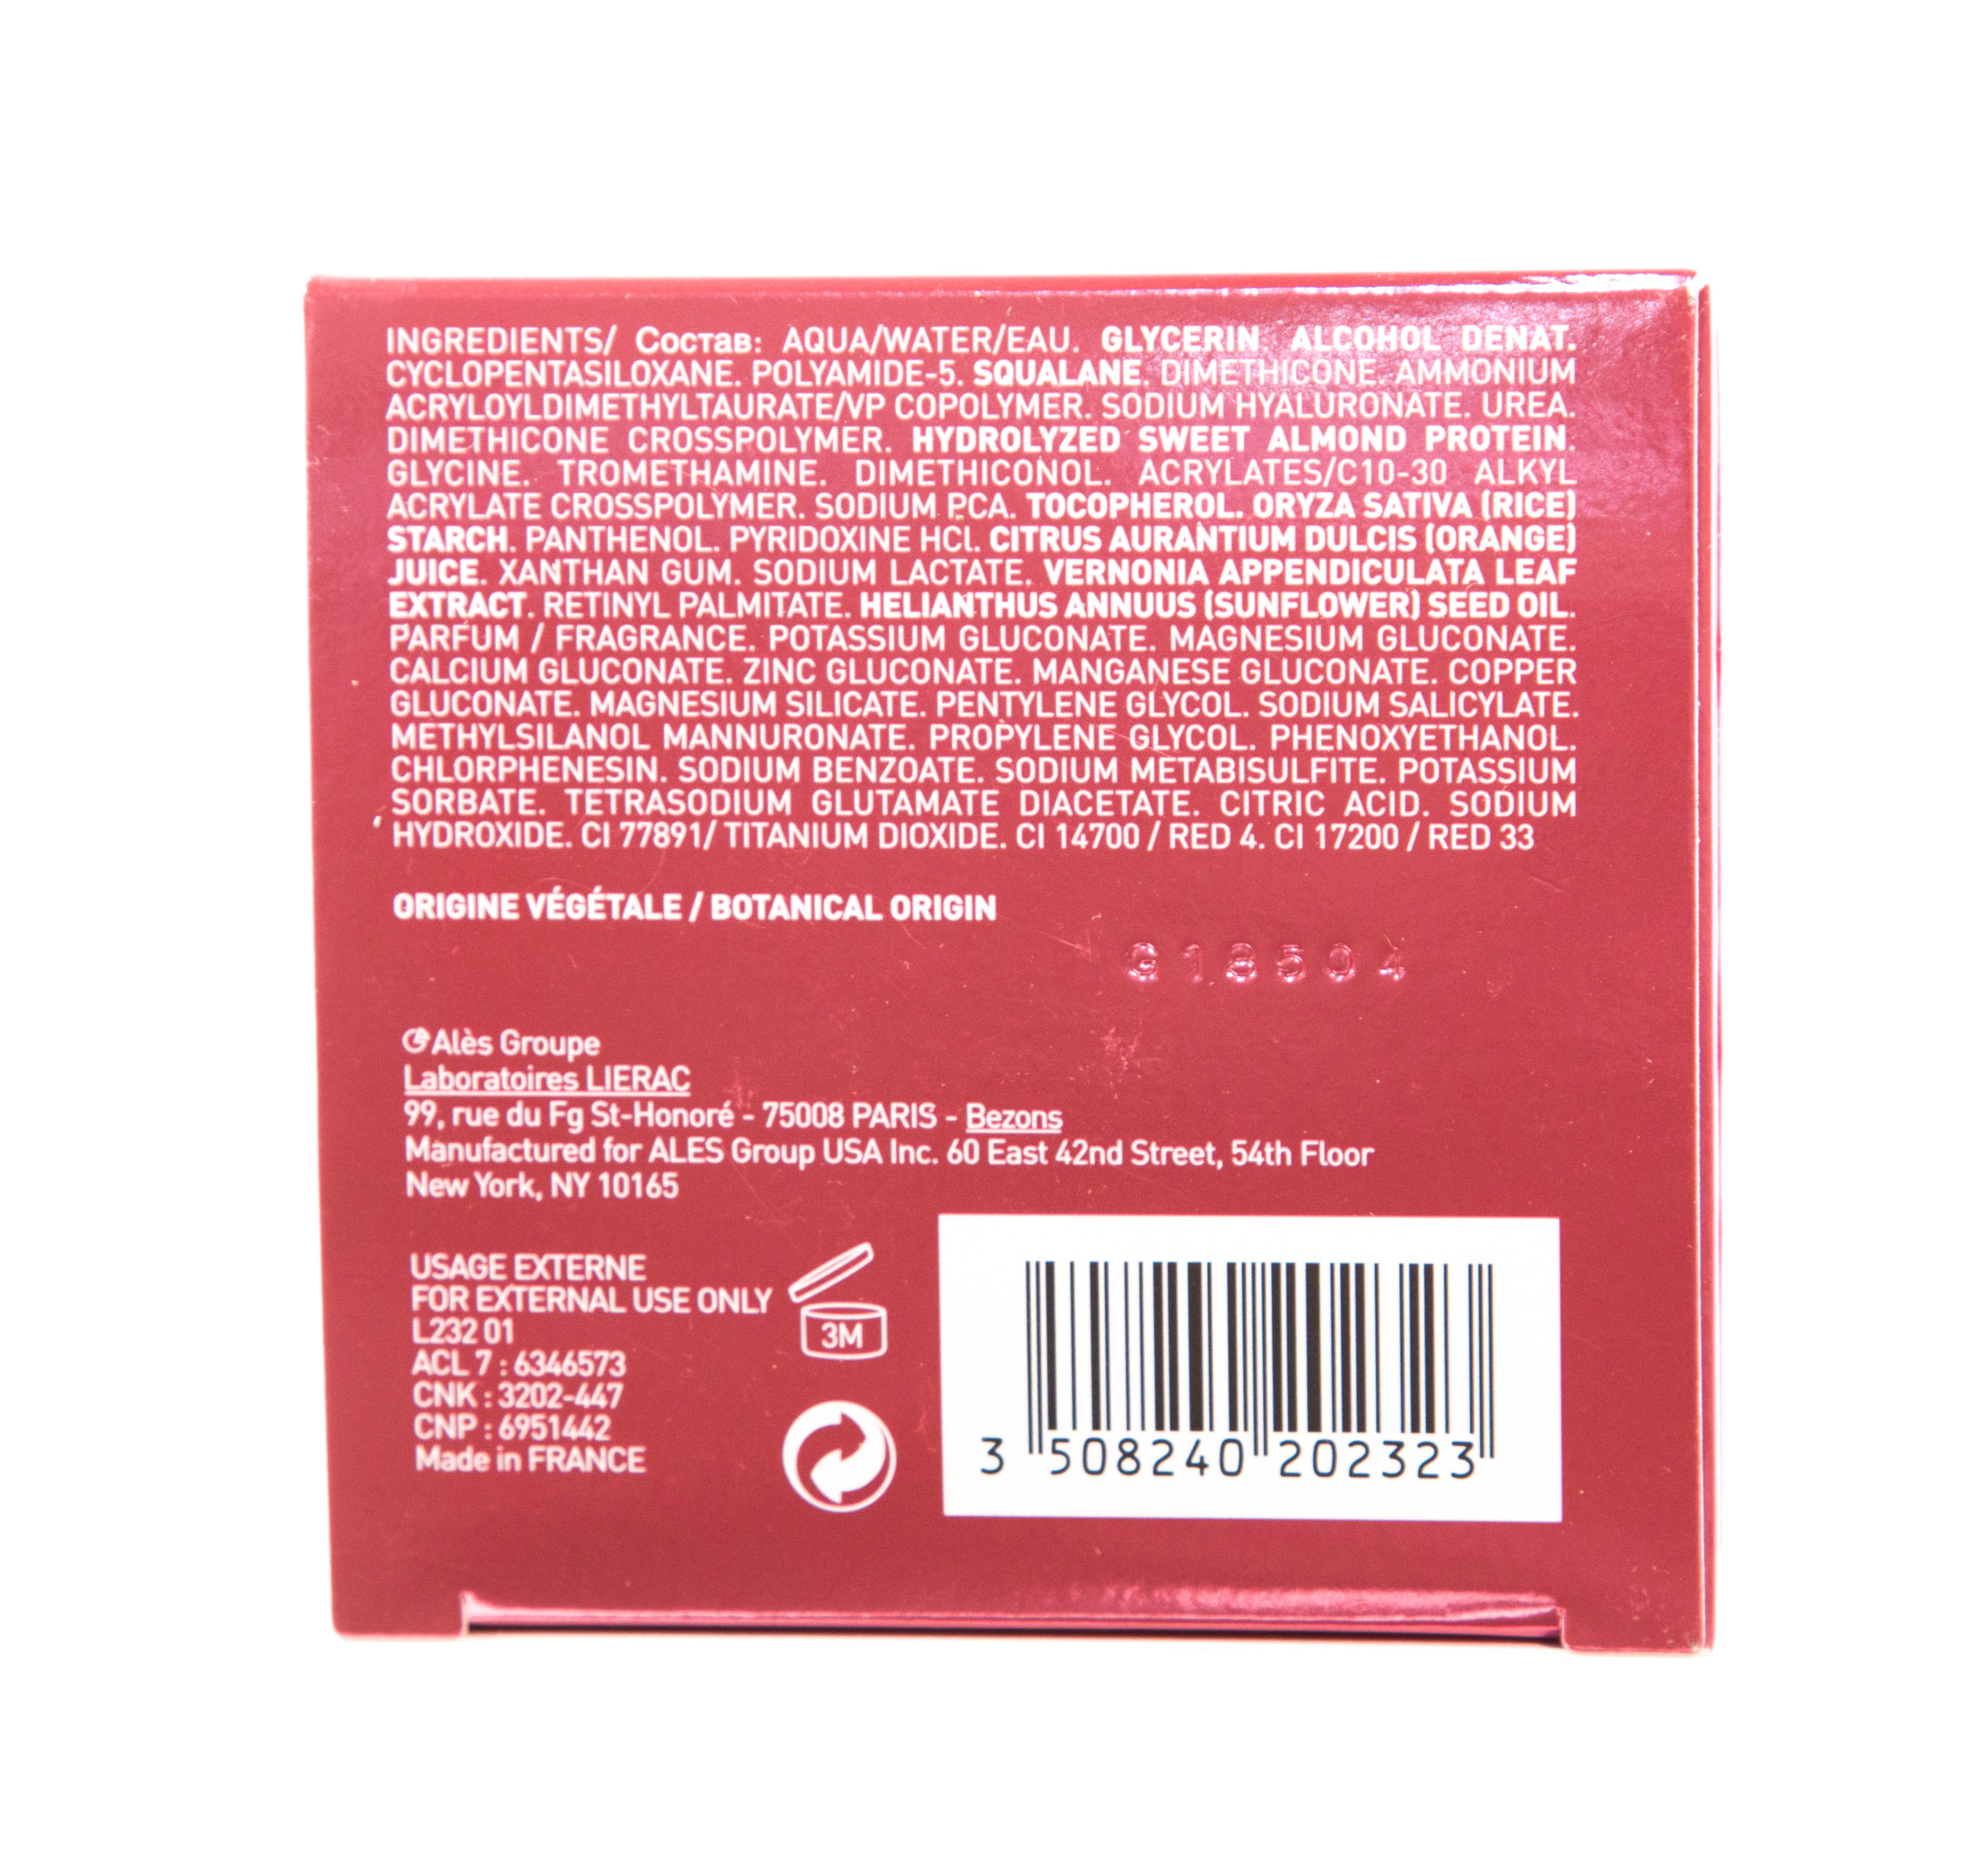 INGREDIENTS/ Состав: AQUA/WATER/EAU. GLYCERIN. ALCOHOL DENAT.
CYCLOPENTASILOXANE. POLYAMIDE-5. SQUALANE. DIMETHICONE. AMMONIUM
ACRYLOYLDIMETHYLTAURATE/VP COPOLYMER. SODIUM HYALURONATE. UREA.
DIMETHICONE CROSSPOLYMER. HYDROLYZED SWEET ALMOND PROTEIN.
GLYCINE. TROMETHAMINE. DIMETHICONOL. ACRYLATES/C10-30 ALKYL
ACRYLATE CROSSPOLYMER. SODIUM PCA. TOCOPHEROL. ORYZA SATIVA (RICE)
STARCH. PANTHENOL. PYRIDOXINE HCl. CITRUS AURANTIUM DULCIS (ORANGE)
JUICE. XANTHAN GUM. SODIUM LACTATE. VERNONIA APPENDICULATA LEAF
EXTRACT. RETINYL PALMITATE. HELIANTHUS ANNUUS (SUNFLOWER) SEED OIL.
PARFUM / FRAGRANCE. POTASSIUM GLUCONATE. MAGNESIUM GLUCONATE.
CALCIUM GLUCONATE. ZINC GLUCONATE. MANGANESE GLUCONATE. COPPER
GLUCONATE. MAGNESIUM SILICATE. PENTYLENE GLYCOL. SODIUM SALICYLATE.
METHYLSILANOL MANNURONATE. PROPYLENE GLYCOL. PHENOXYETHANOL.
CHLORPHENESIN. SODIUM BENZOATE. SODIUM METABISULFITE. POTASSIUM
SORBATE. TETRASODIUM GLUTAMATE DIACETATE. CITRIC ACID. SODIUM
HYDROXIDE. CI 77891/ TITANIUM DIOXIDE. CI 14700 / RED 4. CI 17200 / RED 33
ORIGINE VÉGÉTALE / BOTANICAL ORIGIN
G18504
Alès Groupe
Laboratoires LIERAC
99, rue du Fg St-Honoré - 75008 PARIS - Bezons
Manufactured for ALES Group USA Inc. 60 East 42nd Street, 54th Floor
New York, NY 10165
USAGE EXTERNE
FOR EXTERNAL USE ONLY
L232 01
ACL 7 : 6346573
CNK : 3202-447
CNP : 6951442
Made in FRANCE
3M
3 508240 202323